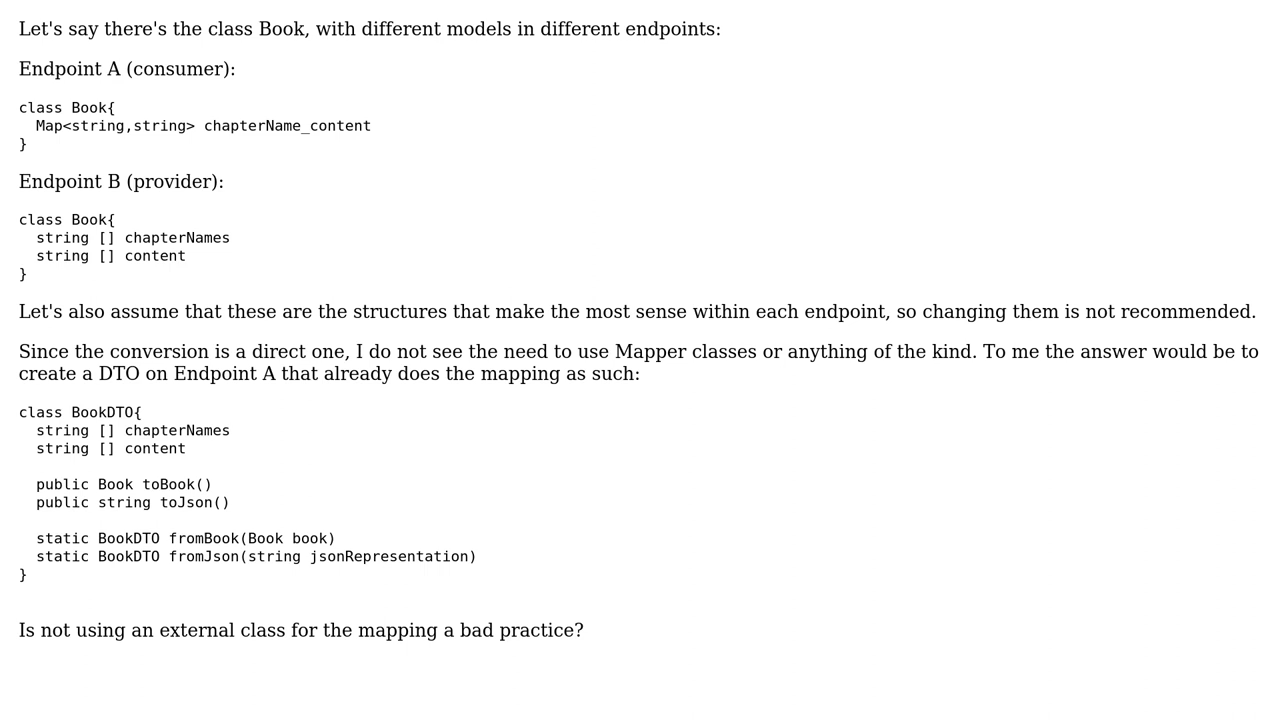 Let's say there's the class Book, with different models in different endpoints:
Endpoint A (consumer):
class Book{
  Map<string,string> chapterName_content
}
Endpoint B (provider):
class Book{
  string [] chapterNames
  string [] content
}
Let's also assume that these are the structures that make the most sense within each endpoint, so changing them is not recommended.
Since the conversion is a direct one, I do not see the need to use Mapper classes or anything of the kind. To me the answer would be to
create a DTO on Endpoint A that already does the mapping as such:
class BookDTO{
  string [] chapterNames
  string [] content
  public Book toBook()
  public string toJson()
  static BookDTO fromBook(Book book)
  static BookDTO fromJson(string jsonRepresentation)
}
Is not using an external class for the mapping a bad practice?